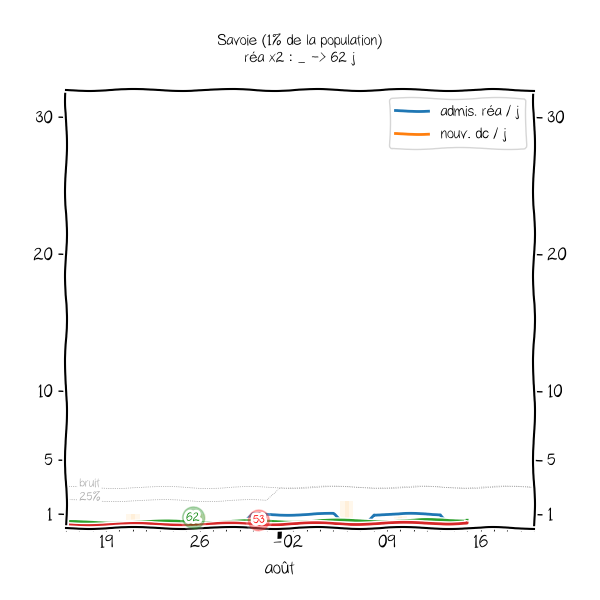 Savoie (1% de la population)
réa x2 : _ -> 62 j
admis. réa / j
nouv. dc / j
30 30
20 20
10 10
5 5
bruit
25%
1 62 53 1
19 26 02 09 16
août